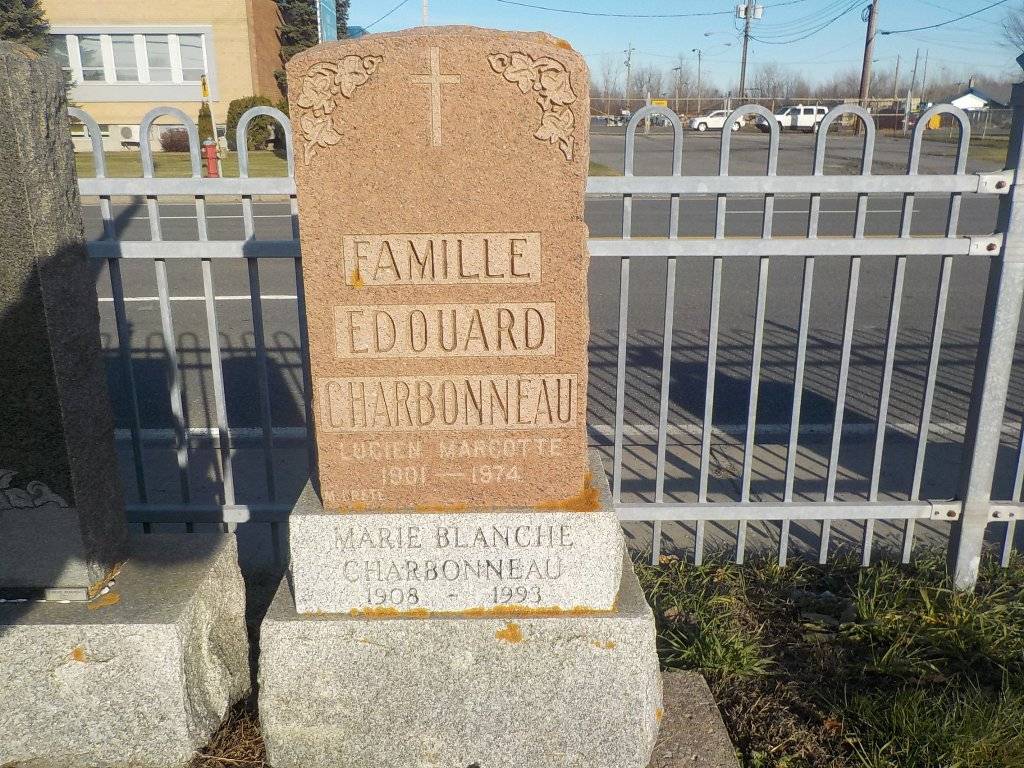 FAMILLE
EDOUARD
CHARBONNEAU
LUCIEN MARCOTTE
1901 — 1974
MARIE BLANCHE
CHARBONNEAU
1908 - 1993